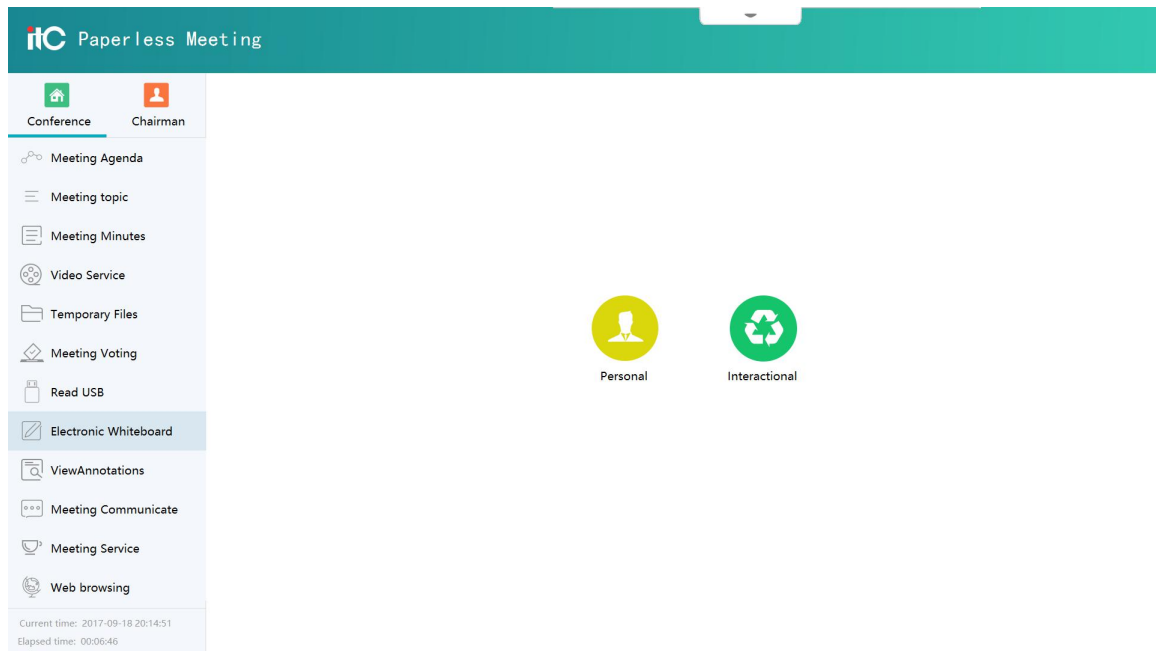 itC Paperless Meeting
Conference Chairman
Meeting Agenda
Meeting topic
Meeting Minutes
Video Service
Temporary Files
Meeting Voting
Read USB
Electronic Whiteboard
ViewAnnotations
Meeting Communicate
Meeting Service
Web browsing
Current time: 2017-09-18 20:14:51
Elapsed time: 00:06:46
Personal Interactional